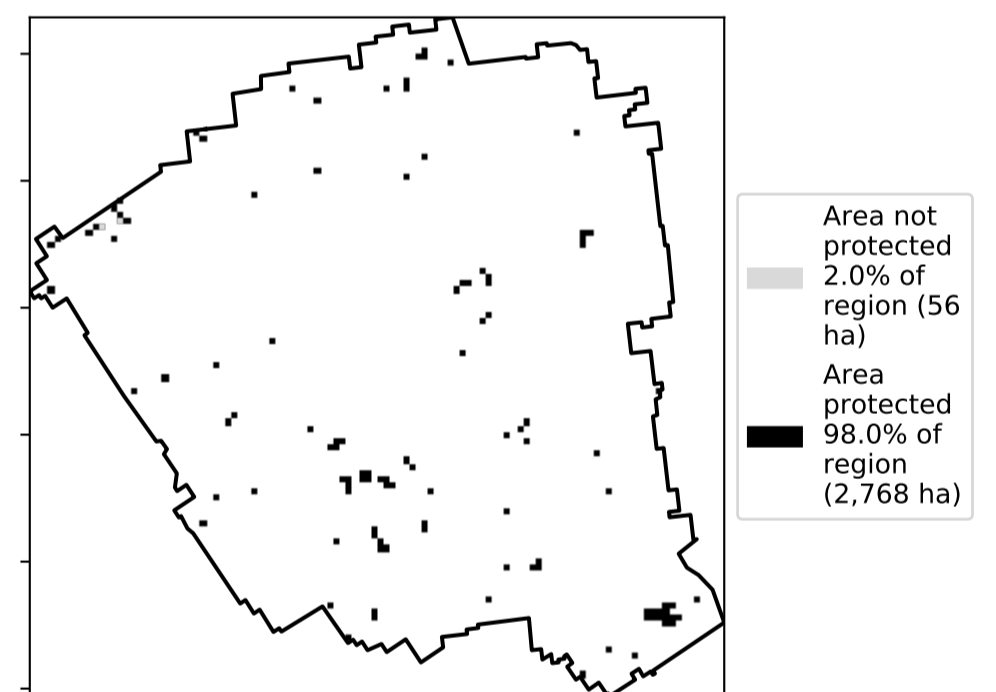 Area not
protected
2.0% of
region (56
ha)
Area
protected
98.0% of
region
(2,768 ha)